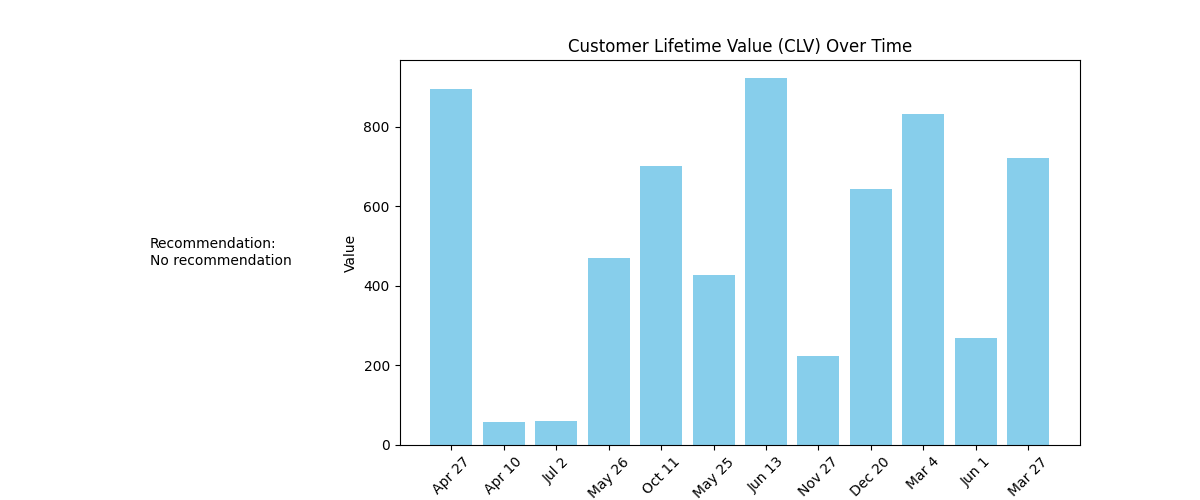 Customer Lifetime Value (CLV) Over Time
Recommendation:
No recommendation
Value
800
600
400
200
0
Apr 27
Apr 10
Jul 2
May 26
Oct 11
May 25
Jun 13
Nov 27
Dec 20
Mar 4
Jun 1
Mar 27